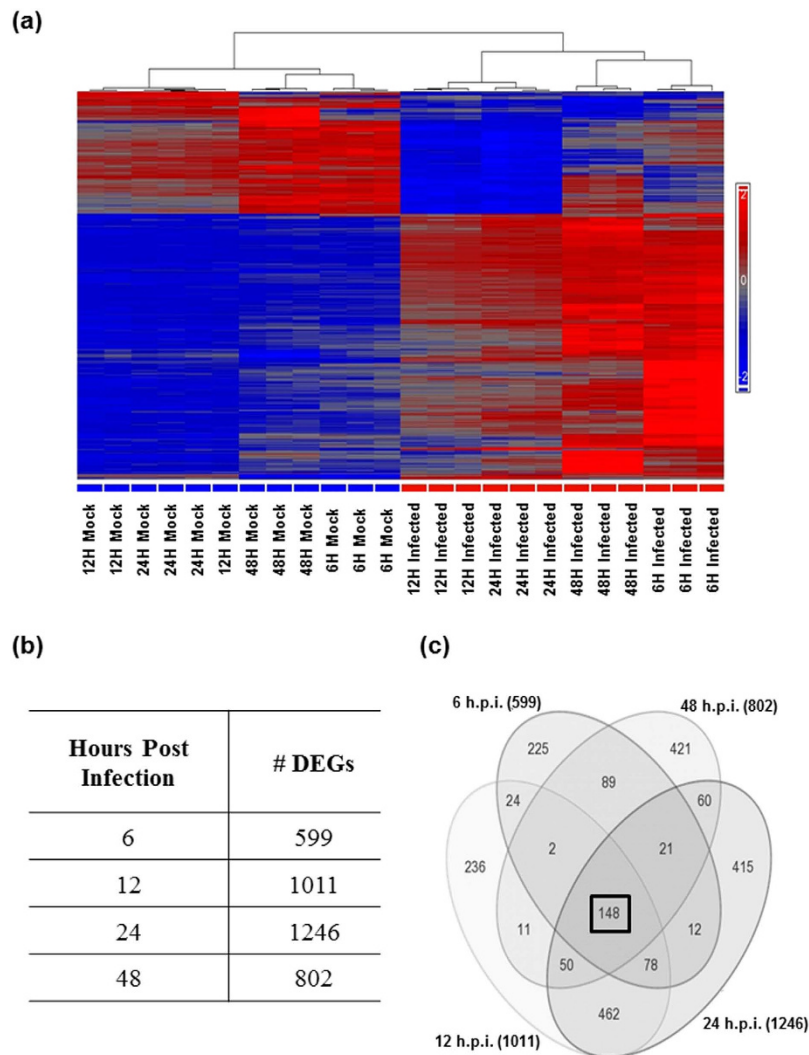 (a)
2
0
-2
12H Mock
12H Mock
24H Mock
24H Mock
24H Mock
12H Mock
48H Mock
48H Mock
48H Mock
6H Mock
6H Mock
6H Mock
12H Infected
12H Infected
12H Infected
24H Infected
24H Infected
24H Infected
48H Infected
48H Infected
48H Infected
6H Infected
6H Infected
6H Infected
(b)
Hours Post
Infection
# DEGs
6 599
12 1011
24 1246
48 802
(c)
6 h.p.i. (599)
48 h.p.i. (802)
225
421
24
89
60
2
21
236
415
148
11
12
50
78
462
12 h.p.i. (1011)
24 h.p.i. (1246)